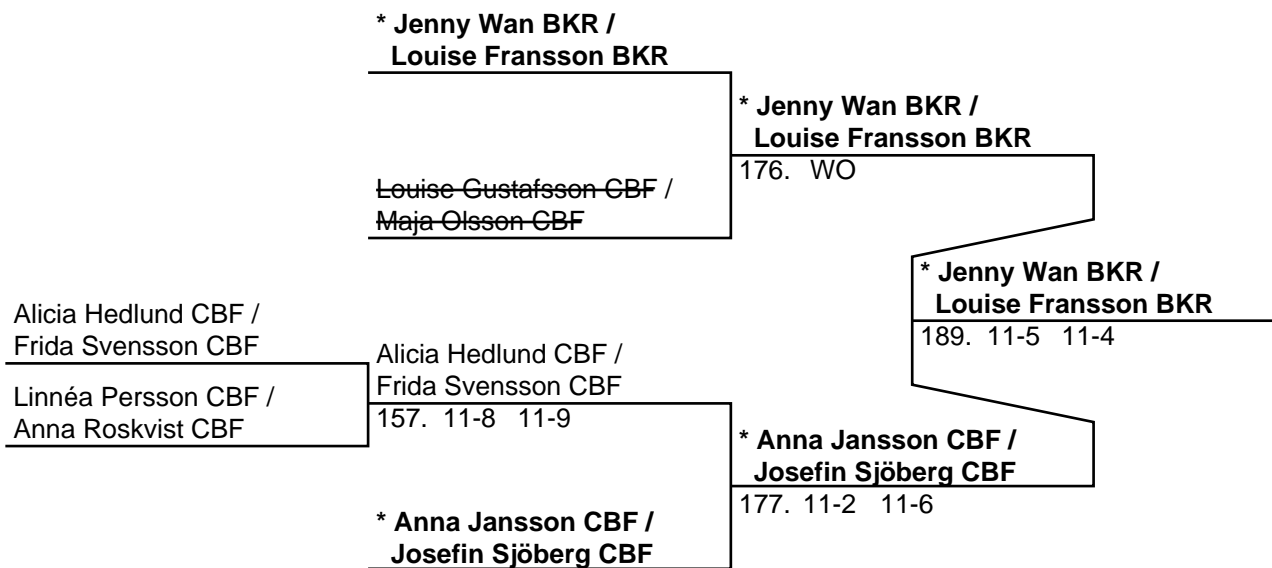 * Jenny Wan BKR /
Louise Fransson BKR
* Jenny Wan BKR /
Louise Fransson BKR
176. WO
Louise Gustafsson CBF /
Maja Olsson CBF
* Jenny Wan BKR /
Louise Fransson BKR
189. 11-5 11-4
Alicia Hedlund CBF /
Frida Svensson CBF
Alicia Hedlund CBF /
Frida Svensson CBF
157. 11-8 11-9
Linnéa Persson CBF /
Anna Roskvist CBF
* Anna Jansson CBF /
Josefin Sjöberg CBF
177. 11-2 11-6
* Anna Jansson CBF /
Josefin Sjöberg CBF